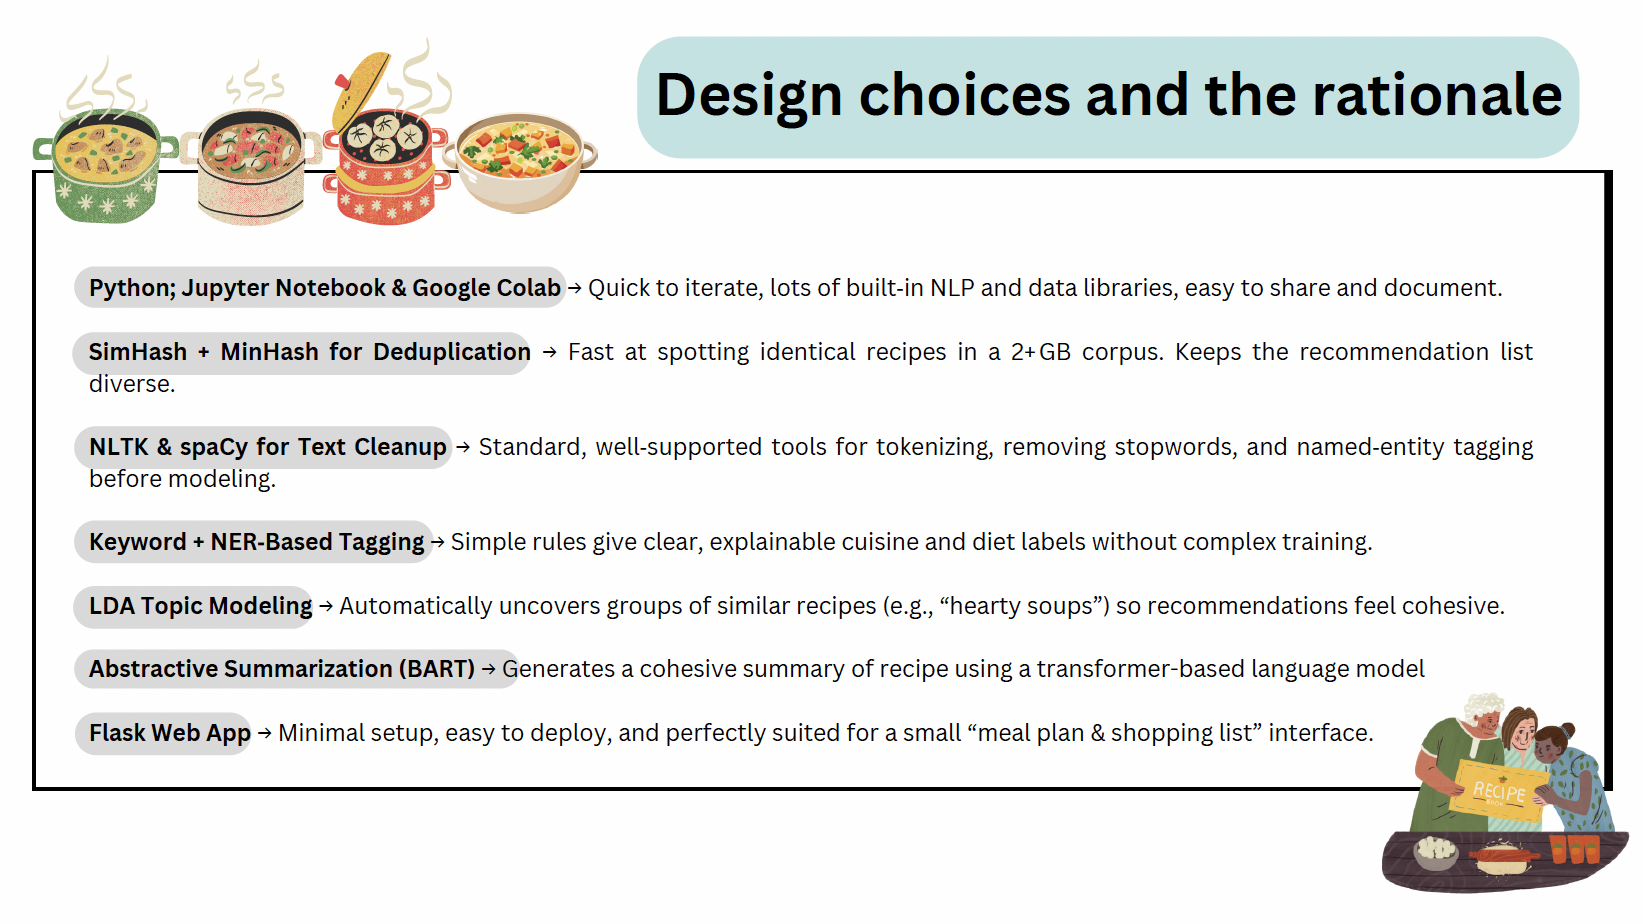 Design choices and the rationale
Python; Jupyter Notebook & Google Colab → Quick to iterate, lots of built-in NLP and data libraries, easy to share and document.
SimHash + MinHash for Deduplication → Fast at spotting identical recipes in a 2+GB corpus. Keeps the recommendation list
diverse.
NLTK & spaCy for Text Cleanup → Standard, well-supported tools for tokenizing, removing stopwords, and named-entity tagging
before modeling.
Keyword + NER-Based Tagging → Simple rules give clear, explainable cuisine and diet labels without complex training.
LDA Topic Modeling → Automatically uncovers groups of similar recipes (e.g., “hearty soups”) so recommendations feel cohesive.
Abstractive Summarization (BART) → Generates a cohesive summary of recipe using a transformer-based language model
Flask Web App → Minimal setup, easy to deploy, and perfectly suited for a small “meal plan & shopping list” interface.
RECIPE
BOOK